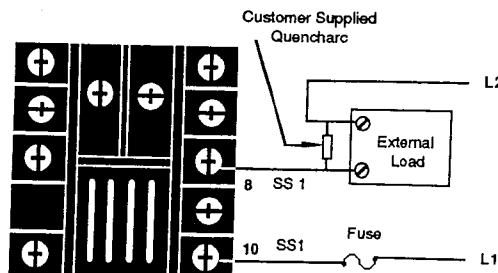 Customer Supplied
Quencharc
L2
External
Load
8 SS 1
Fuse
10 SS1
L1